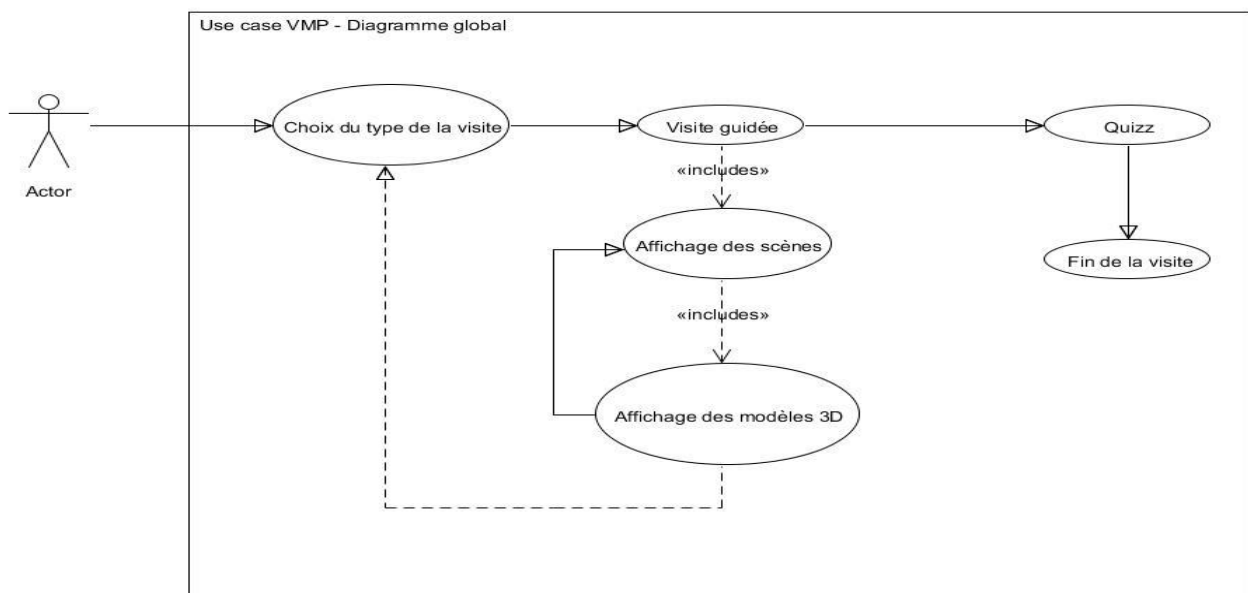 Use case VMP - Diagramme global
Actor
Choix du type de la visite
Visite guidée
Quizz
«includes»
Affichage des scènes
Fin de la visite
«includes»
Affichage des modèles 3D